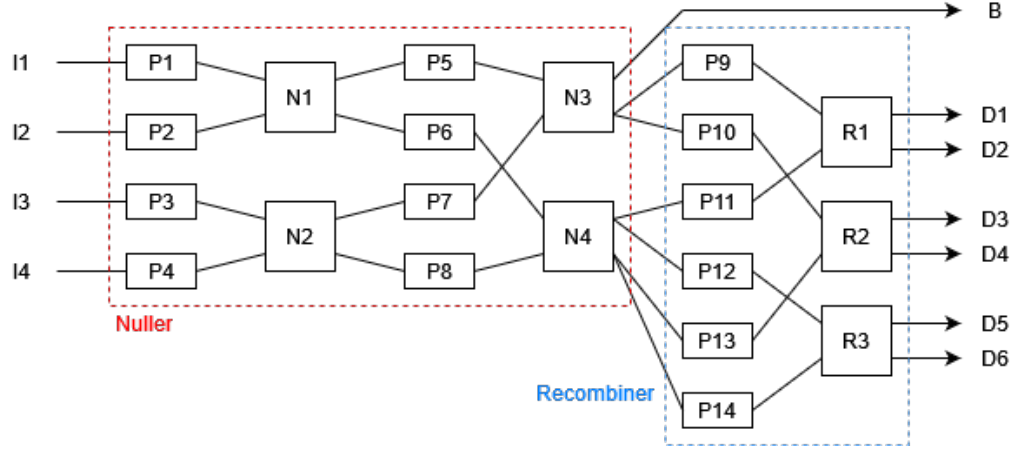 B
I1 P1 P5 P9
N1 N3
D1
I2 P2 P6 P10 R1
D2
I3 P3 P7 P11
D3
N2 N4 R2
D4
I4 P4 P8 P12
Nuller
D5
P13 R3
D6
Recombiner
P14